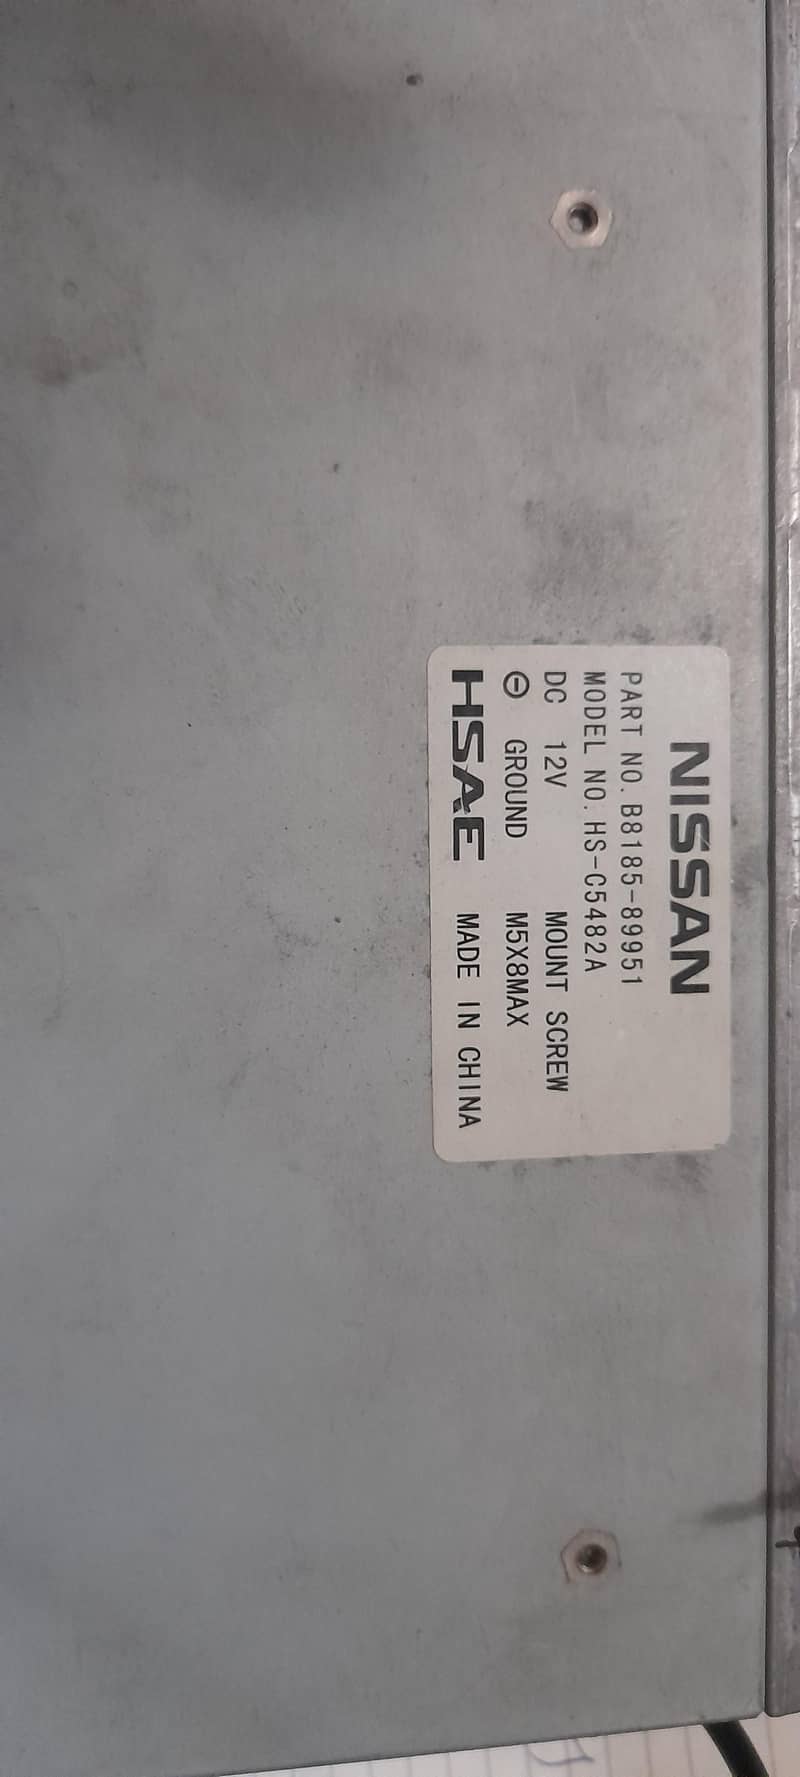 NISSAN
PART NO. B8185-89951
MODEL NO. HS-C5482A
DC 12V MOUNT SCREW
⊖ GROUND M5X8MAX
HSAE MADE IN CHINA